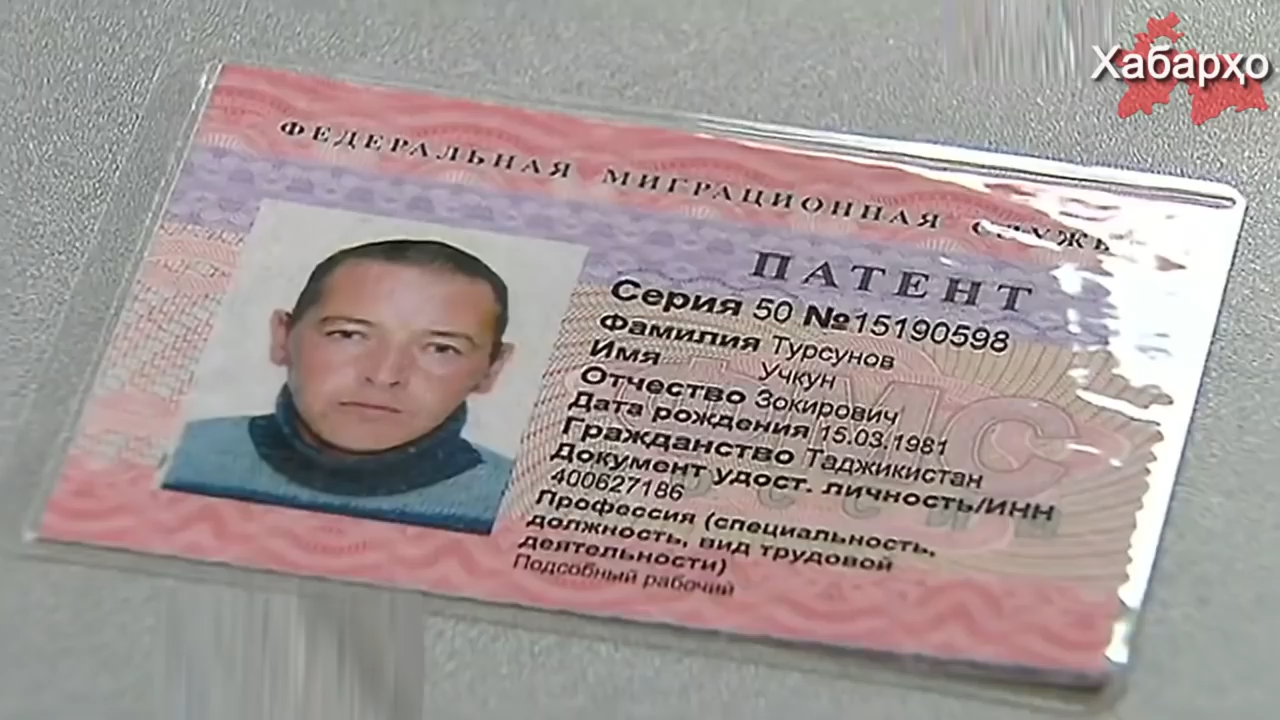 Хабарҳо
ФЕДЕРАЛЬНАЯ МИГРАЦИОННАЯ СЛУЖБ
ПАТЕНТ
Серия 50 №15190598
Фамилия Турсунов
Имя Учкун
Отчество Зокирович
Дата рождения 15.03.1981
Гражданство Таджикистан
Документ удост. личность/ИНН
400627186
Профессия (специальность,
должность, вид трудовой
деятельности)
Подсобный рабочий